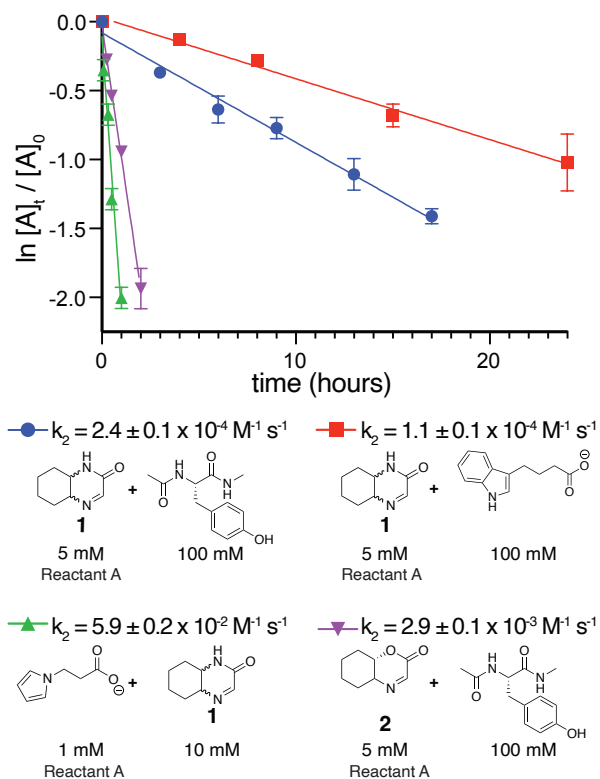 ln [A]t / [A]0
0.0
-0.5
-1.0
-1.5
-2.0
0 10 20
time (hours)
k2 = 2.4 ± 0.1 x 10-4 M-1 s-1
k2 = 1.1 ± 0.1 x 10-4 M-1 s-1
H
N O
N
1
+
H
N
O
O
N
H
OH
H
N O
N
1
+
N
H
O
O
⊖
5 mM 100 mM
Reactant A
5 mM 100 mM
Reactant A
k2 = 5.9 ± 0.2 x 10-2 M-1 s-1
k2 = 2.9 ± 0.1 x 10-3 M-1 s-1
N
O
O
⊖
+
H
N O
N
1
O O
N
2
+
H
N
O
O
N
H
OH
1 mM 10 mM
Reactant A
5 mM 100 mM
Reactant A